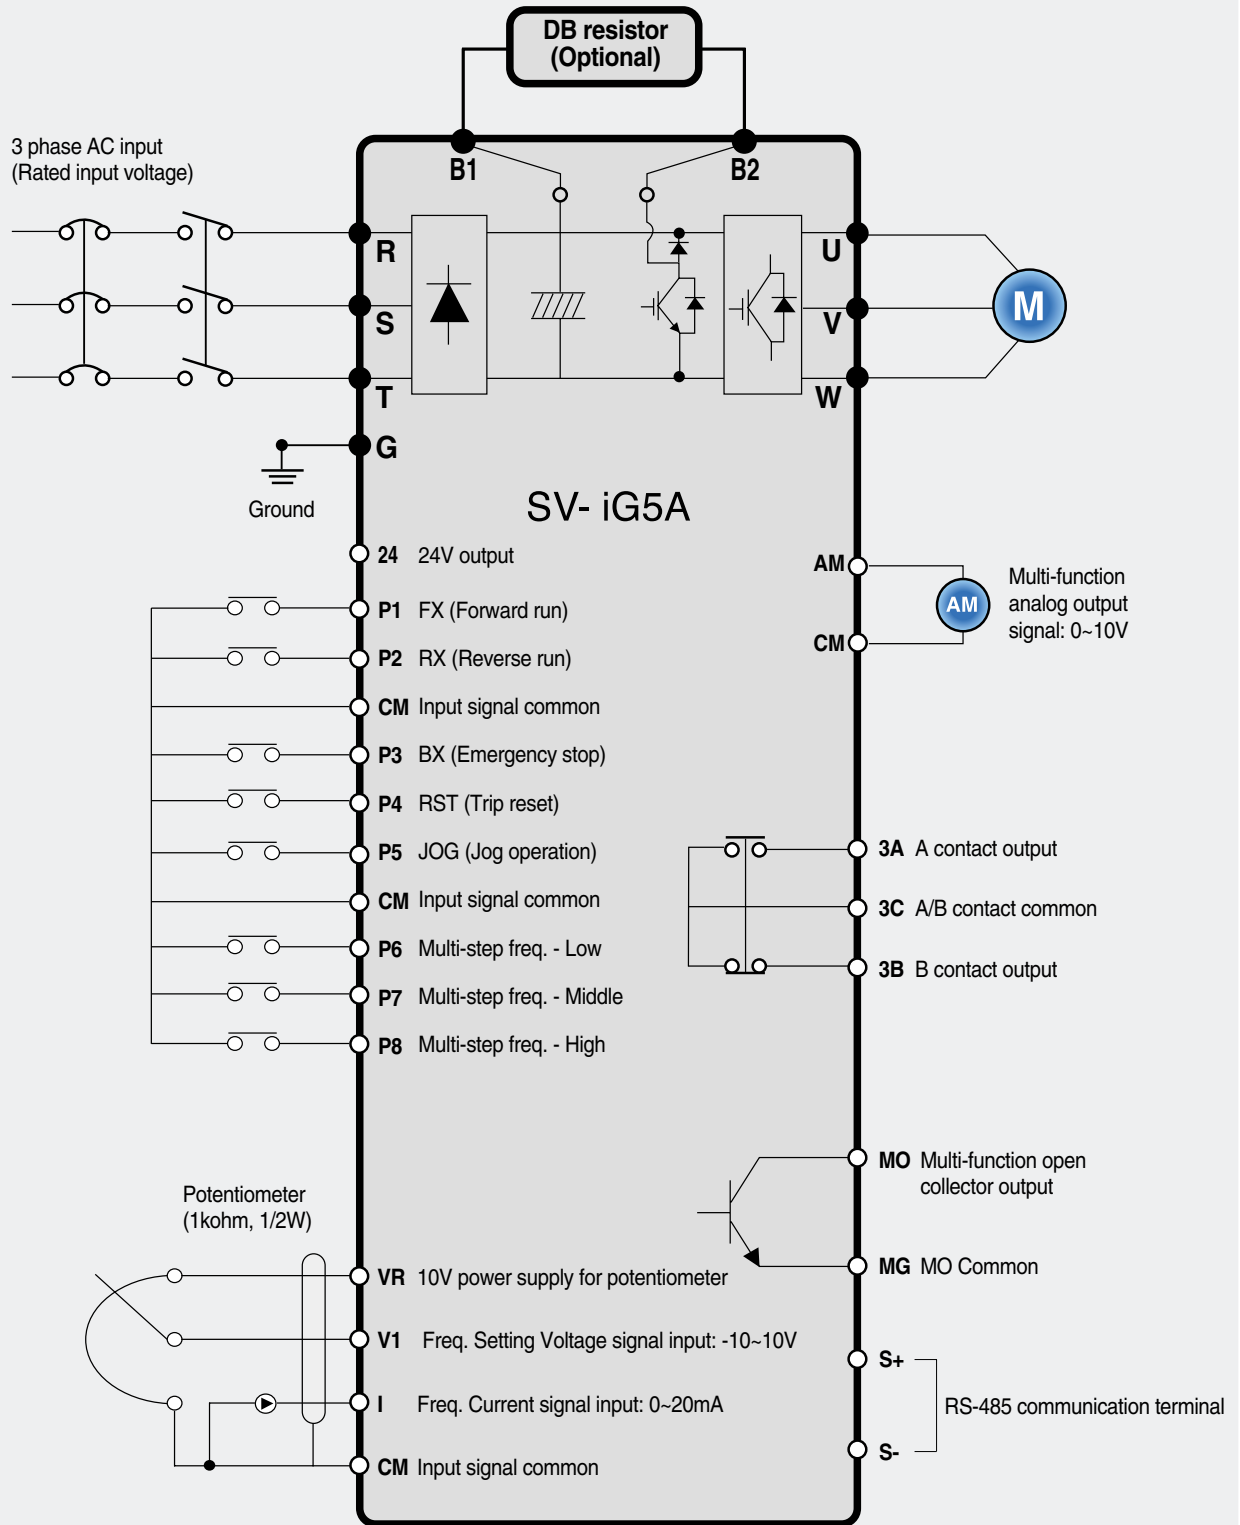 DB resistor
(Optional)
3 phase AC input
(Rated input voltage)
B1
B2
R
U
S
V
M
T
W
G
Ground
SV- iG5A
24 24V output
P1 FX (Forward run)
P2 RX (Reverse run)
CM Input signal common
P3 BX (Emergency stop)
P4 RST (Trip reset)
P5 JOG (Jog operation)
CM Input signal common
P6 Multi-step freq. - Low
P7 Multi-step freq. - Middle
P8 Multi-step freq. - High
AM
AM
CM
Multi-function
analog output
signal: 0~10V
3A A contact output
3C A/B contact common
3B B contact output
MO Multi-function open
collector output
MG MO Common
Potentiometer
(1kohm, 1/2W)
VR 10V power supply for potentiometer
V1 Freq. Setting Voltage signal input: -10~10V
I Freq. Current signal input: 0~20mA
CM Input signal common
S+
RS-485 communication terminal
S-